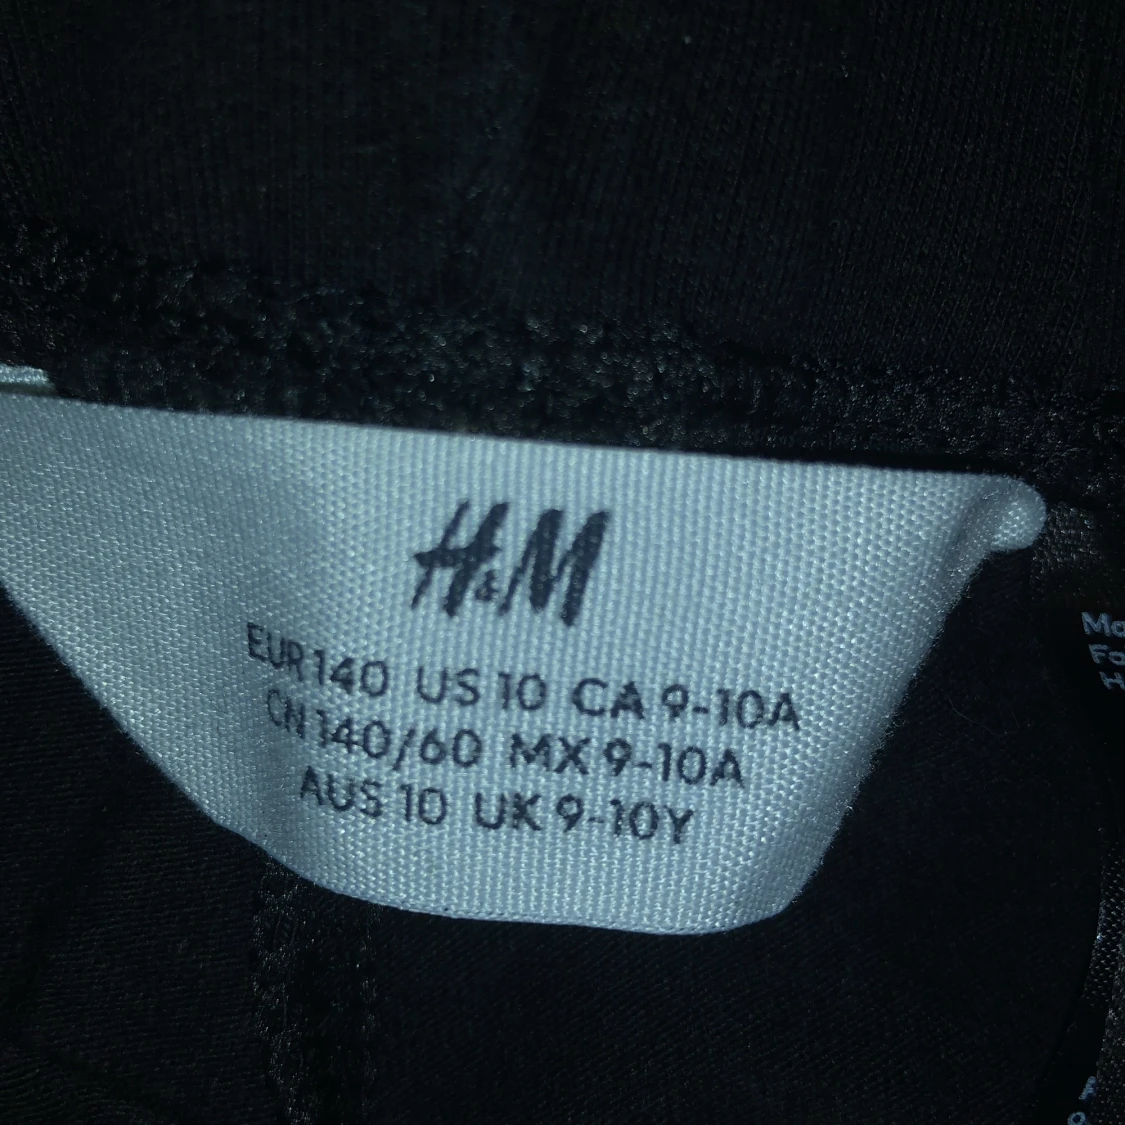 H&M
EUR 140 US 10 CA 9-10A
CN 140/60 MX 9-10A
AUS 10 UK 9-10Y